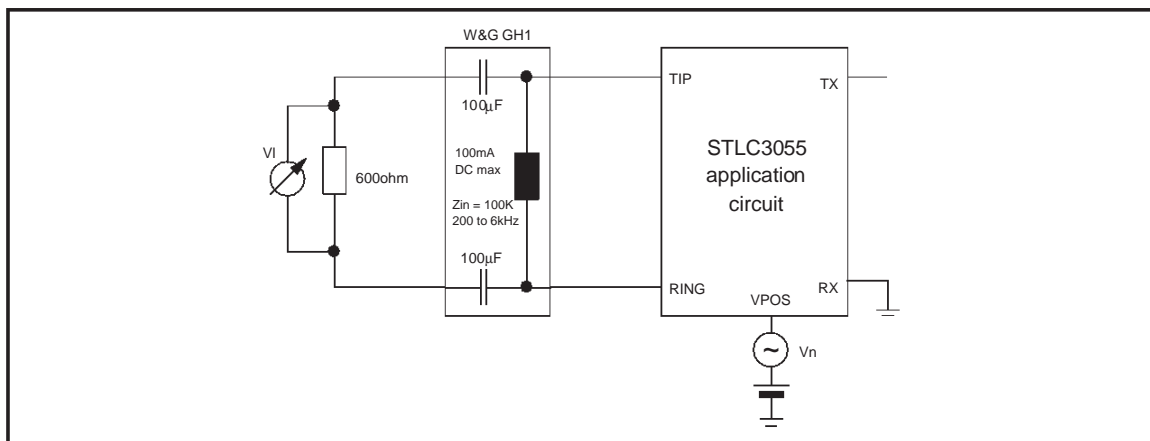 W&G GH1
TIP
TX
100μF
VI
600ohm
100mA
DC max
Zin = 100K
200 to 6kHz
STLC3055
application
circuit
100μF
RING
RX
VPOS
~
Vn